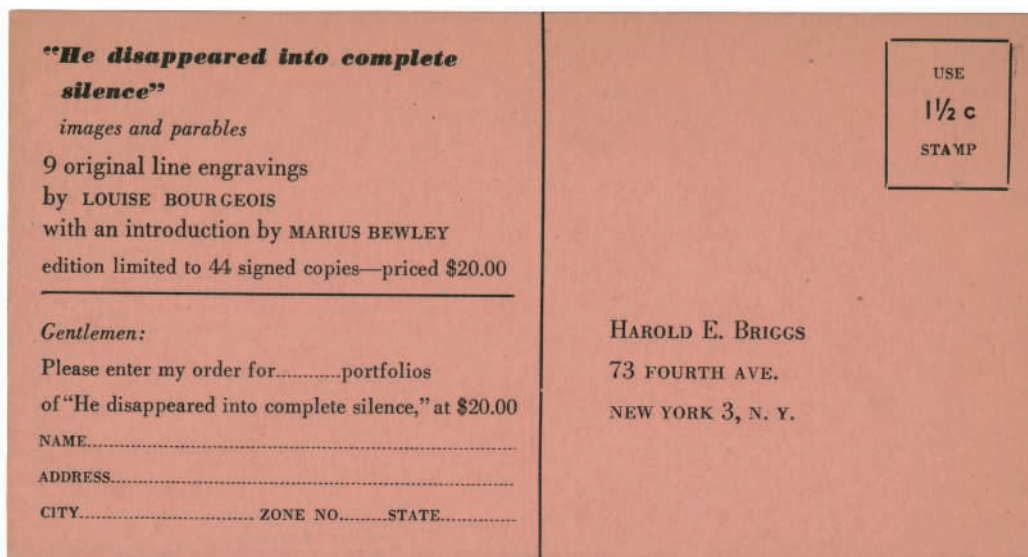 “He disappeared into complete
silence”
images and parables
9 original line engravings
by LOUISE BOURGEOIS
with an introduction by MARIUS BEWLEY
edition limited to 44 signed copies—priced $20.00
Gentlemen:
Please enter my order for...........portfolios
of “He disappeared into complete silence,” at $20.00
NAME
ADDRESS
CITY ZONE NO. STATE
USE
1½ c
STAMP
HAROLD E. BRIGGS
73 FOURTH AVE.
NEW YORK 3, N. Y.